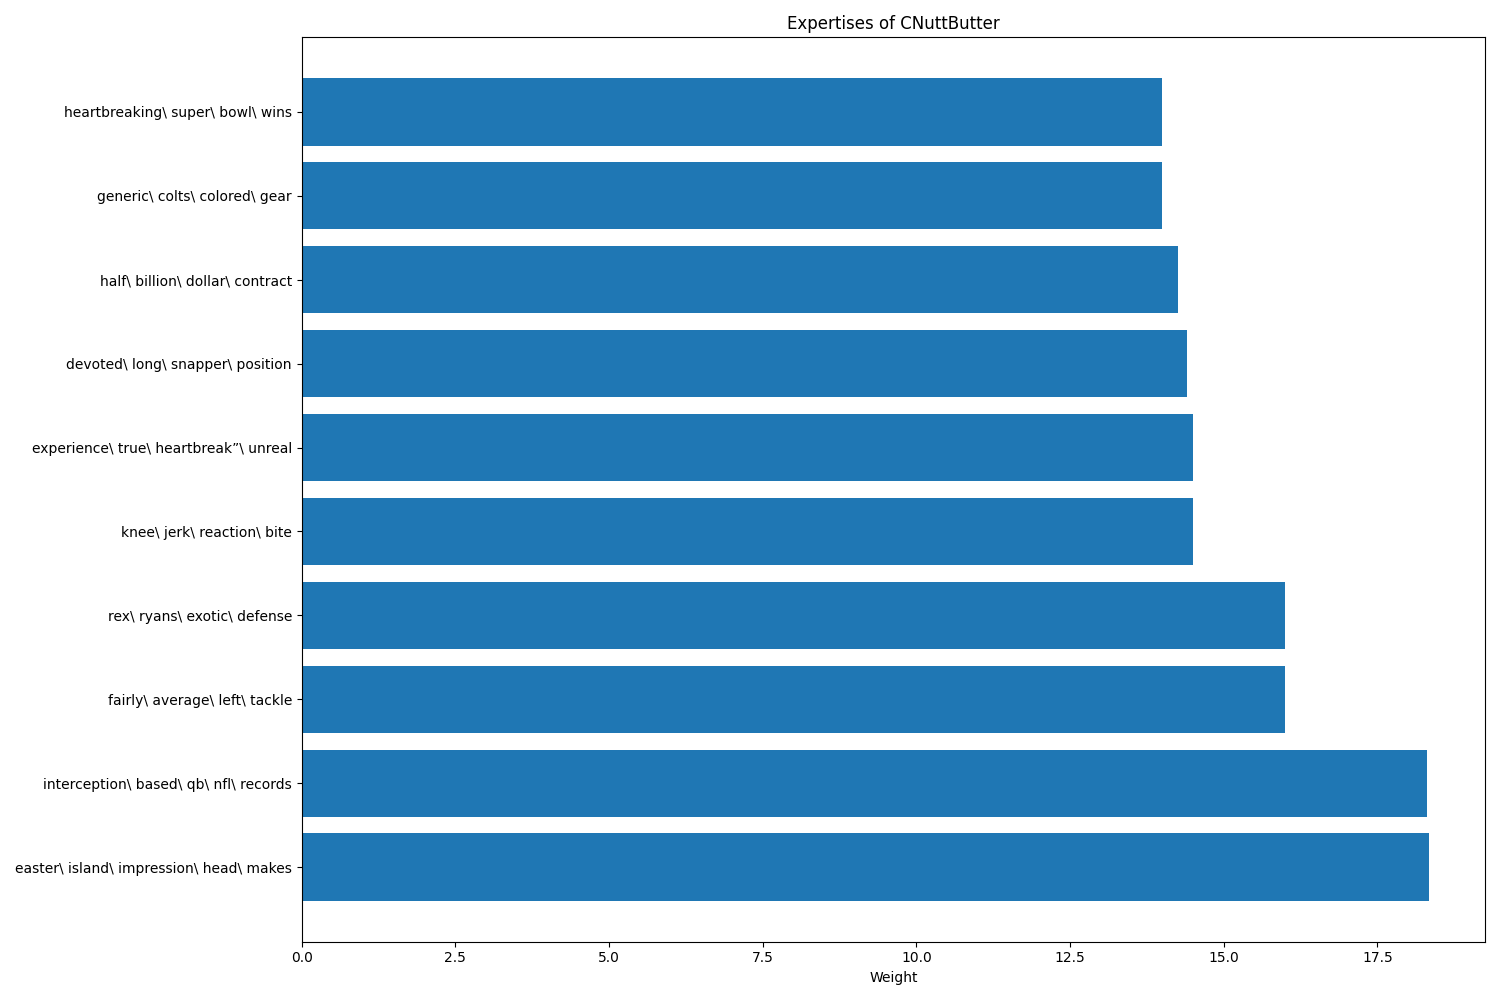 Expertises of CNuttButter
heartbreaking\ super\ bowl\ wins
generic\ colts\ colored\ gear
half\ billion\ dollar\ contract
devoted\ long\ snapper\ position
experience\ true\ heartbreak”\ unreal
knee\ jerk\ reaction\ bite
rex\ ryans\ exotic\ defense
fairly\ average\ left\ tackle
interception\ based\ qb\ nfl\ records
easter\ island\ impression\ head\ makes
0.0 2.5 5.0 7.5 10.0 12.5 15.0 17.5
Weight